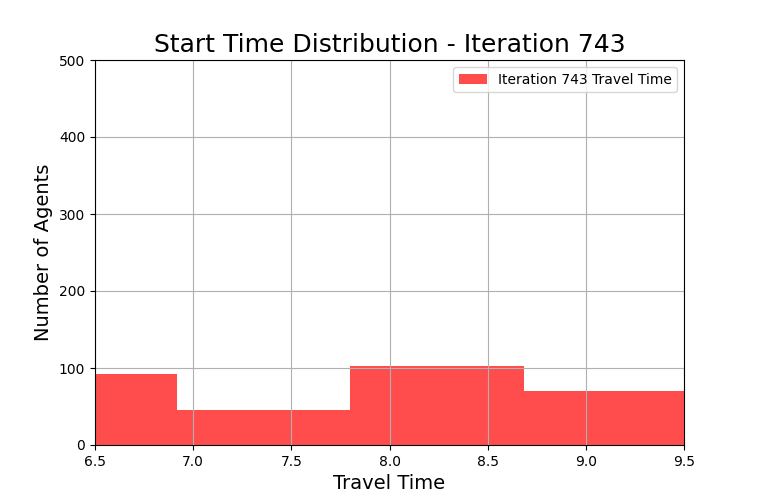 Start Time Distribution - Iteration 743
Iteration 743 Travel Time
Number of Agents
500
400
300
200
100
0
6.5 7.0 7.5 8.0 8.5 9.0 9.5
Travel Time